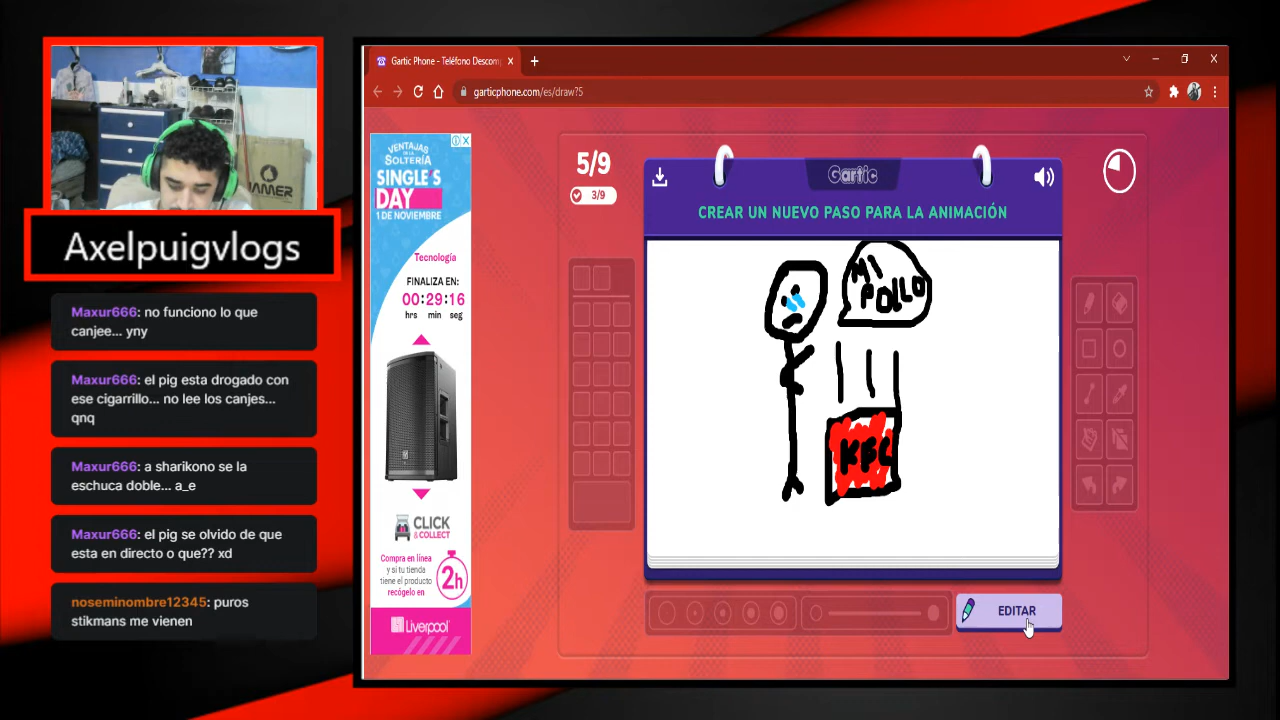 Axelpuigvlogs
Maxur666: no funciono lo que
canjee... yny
Maxur666: el pig esta drogado con
ese cigarrillo... no lee los canjes...
qnq
Maxur666: a sharikono se la
eschuca doble... a_e
Maxur666: el pig se olvido de que
esta en directo o que?? xd
noseminombre12345: puros
stikmans me vienen
Gartic Phone - Teléfono Descom
garticphone.com/es/draw?5
VENTAJAS
DE LA
SOLTERÍA
SINGLE'S
DAY
1 DE NOVIEMBRE
Tecnología
FINALIZA EN:
00:29:16
hrs min seg
CLICK
& COLLECT
Compra en línea
y si tu tienda
tiene el producto
recógelo en
2h
Liverpool
5/9
3/9
Gartic
CREAR UN NUEVO PASO PARA LA ANIMACIÓN
MI
POLLO
KFC
EDITAR